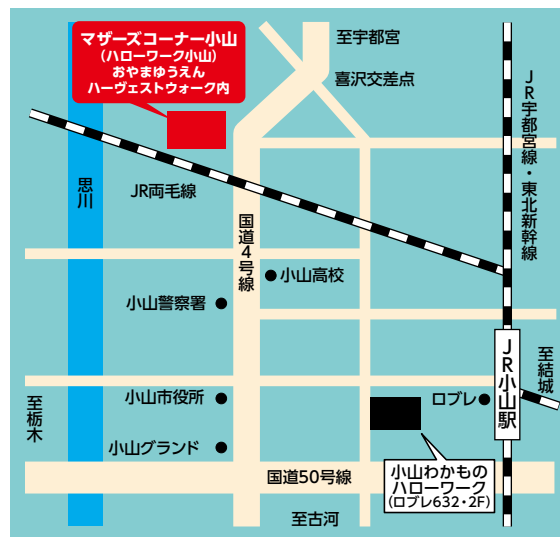 マザーズコーナー小山
(ハローワーク小山)
おやまゆうえん
ハーヴェストウォーク内
至宇都宮
喜沢交差点
JR宇都宮線・東北新幹線
思川
JR両毛線
国道4号線
小山高校
小山警察署
JR小山駅
至結城
至栃木
小山市役所
ロブレ
小山グランド
小山わかもの
ハローワーク
(ロブレ632・2F)
国道50号線
至古河